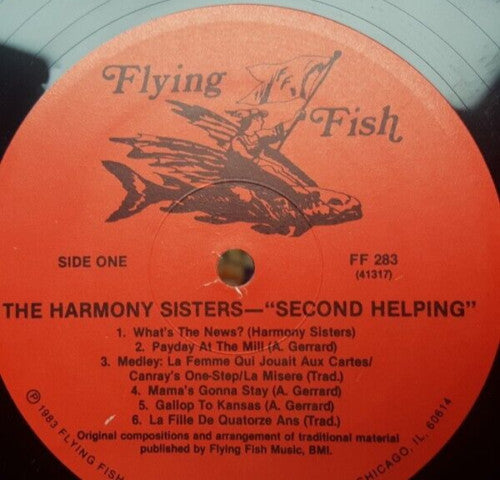 Flying
Fish
SIDE ONE
FF 283
(41317)
THE HARMONY SISTERS—"SECOND HELPING"
1. What's The News? (Harmony Sisters)
2. Payday At The Mill (A. Gerrard)
3. Medley: La Femme Qui Jouait Aux Cartes/
Canray's One-Step/La Misere (Trad.)
4. Mama's Gonna Stay (A. Gerrard)
5. Gallop To Kansas (A. Gerrard)
6. La Fille De Quatorze Ans (Trad.)
Original compositions and arrangement of traditional material
published by Flying Fish Music, BMI.
Ⓟ 1983 FLYING FISH
CHICAGO, IL. 60614